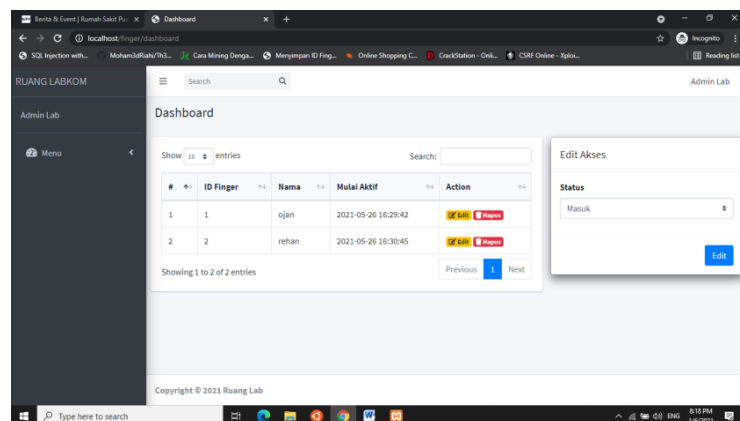 Berita & Event | Rumah Sakit Pus
Dashboard
Incognito
localhost/finger/dashboard
SQL Injection with...
Moham3dRiahi/Th3...
Cara Mining Denga...
Menyimpan ID Fing...
Online Shopping C...
CrackStation - Onli...
CSRF Online - Xploi...
Reading list
RUANG LABKOM
Search
Admin Lab
Admin Lab
Menu
Dashboard
Show 10 entries
Search:
# ID Finger Nama Mulai Aktif Action
1 1 ojan 2021-05-26 16:29:42 Edit Hapus
2 2 rehan 2021-05-26 16:30:45 Edit Hapus
Showing 1 to 2 of 2 entries
Previous 1 Next
Edit Akses
Status
Masuk
Edit
Copyright © 2021 Ruang Lab
Type here to search
ENG
8:18 PM